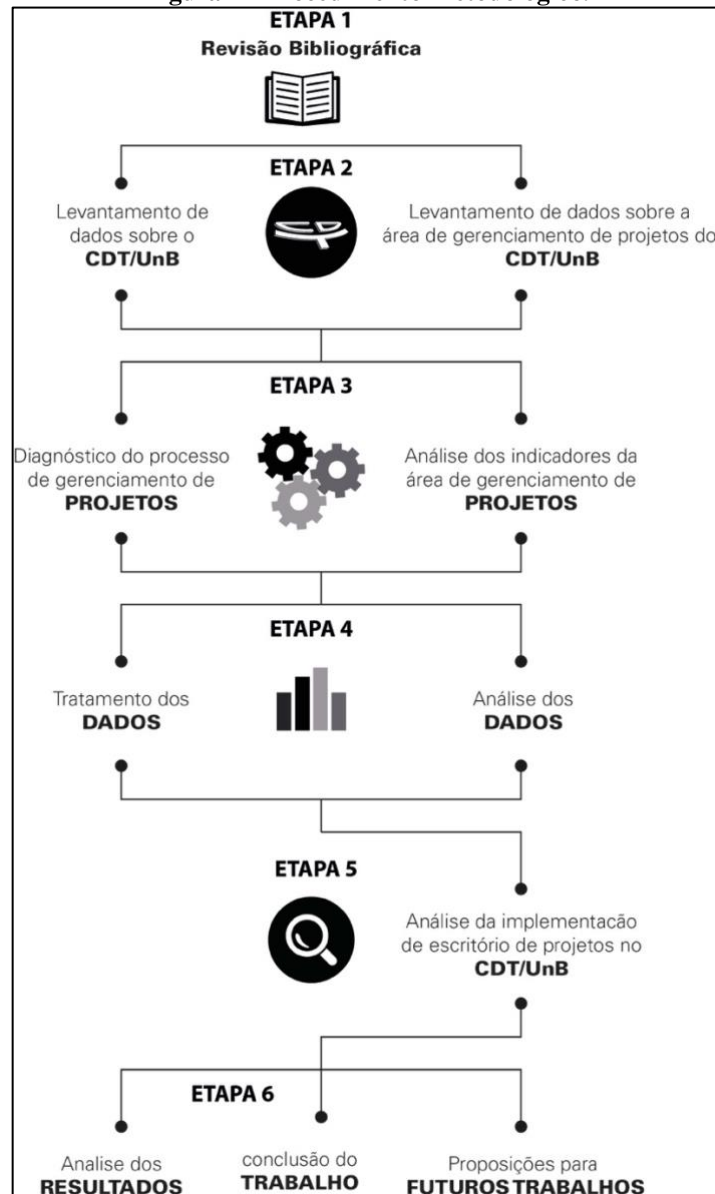 ETAPA 1
Revisão Bibliográfica
ETAPA 2
Levantamento de
dados sobre o
CDT/UnB
Levantamento de dados sobre a
área de gerenciamento de projetos do
CDT/UnB
ETAPA 3
Diagnóstico do processo
de gerenciamento de
PROJETOS
Análise dos indicadores da
área de gerenciamento de
PROJETOS
ETAPA 4
Tratamento dos
DADOS
Análise dos
DADOS
ETAPA 5
Análise da implementacão
de escritório de projetos no
CDT/UnB
ETAPA 6
Analise dos
RESULTADOS
conclusão do
TRABALHO
Proposições para
FUTUROS TRABALHOS